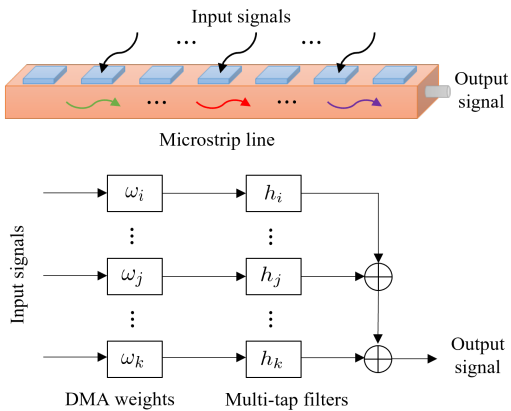 Input signals
...
...
Output
signal
...
...
Microstrip line
Input signals
ω_i
h_i
⋮
⋮
ω_j
h_j
⋮
⋮
ω_k
h_k
Output
signal
DMA weights
Multi-tap filters